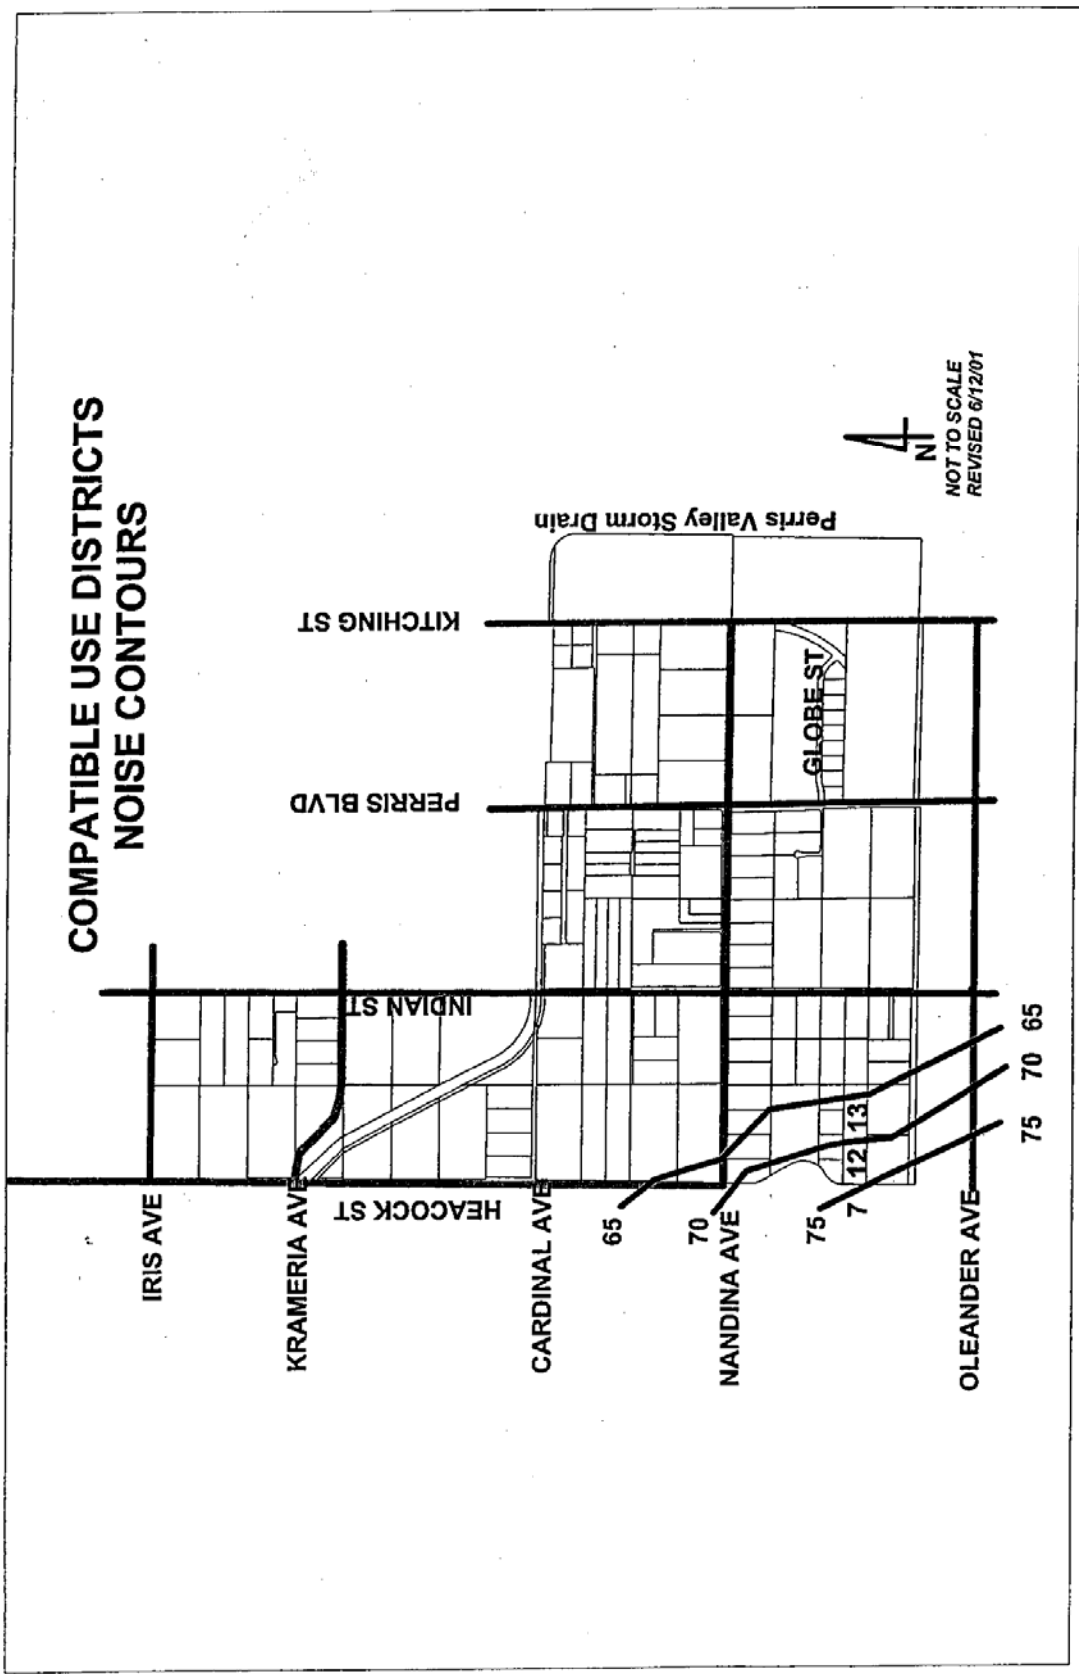 COMPATIBLE USE DISTRICTS
NOISE CONTOURS
IRIS AVE
KRAMERIA AVE
CARDINAL AVE
NANDINA AVE
OLEANDER AVE
HEACOCK ST
INDIAN ST
PERRIS BLVD
KITCHING ST
Perris Valley Storm Drain
GLOBE ST
65
70
75
7
12
13
65
70
75
N
NOT TO SCALE
REVISED 6/12/01